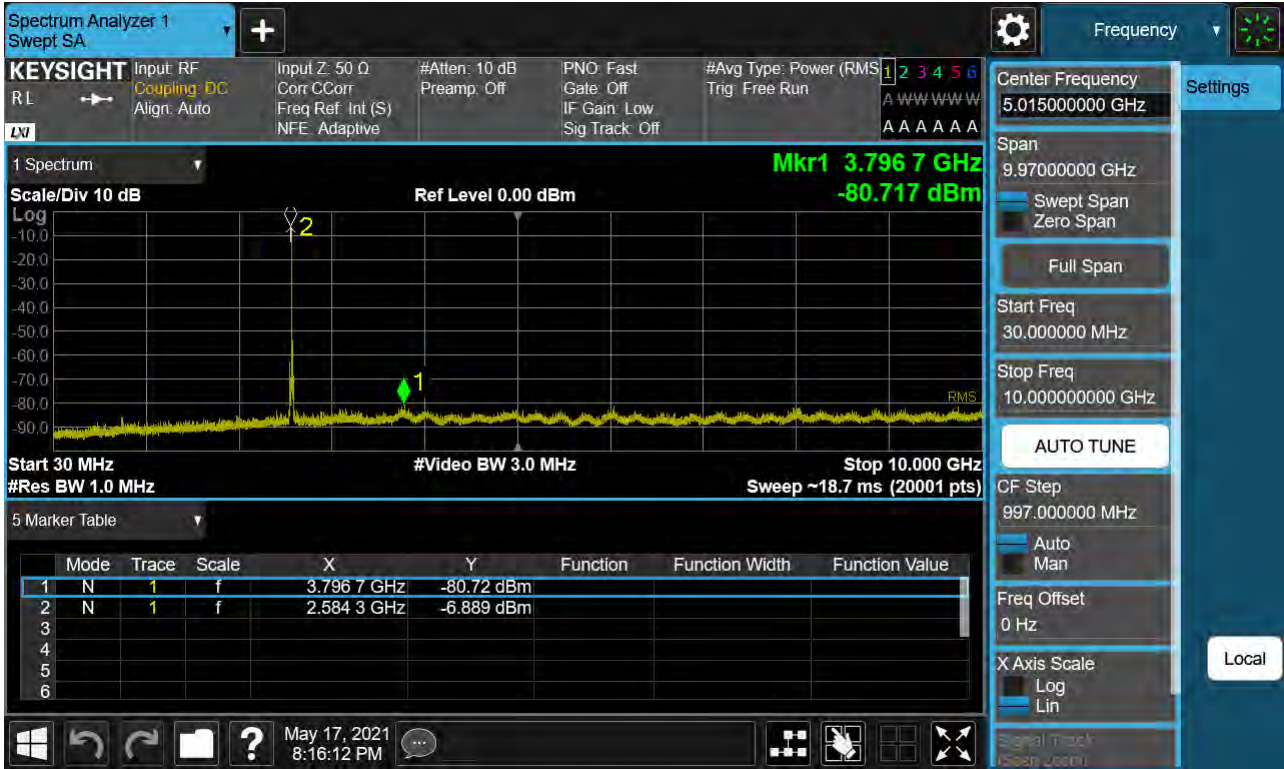 Spectrum Analyzer 1
Swept SA
Frequency
KEYSIGHT
R L
LXI
Input: RF
Coupling: DC
Align: Auto
Input Z: 50 Ω
Corr CCorr
Freq Ref: Int (S)
NFE: Adaptive
#Atten: 10 dB
Preamp: Off
PNO: Fast
Gate: Off
IF Gain: Low
Sig Track: Off
#Avg Type: Power (RMS
Trig: Free Run
1 2 3 4 5 6
A W W W W W
A A A A A A
1 Spectrum
Mkr1 3.796 7 GHz
-80.717 dBm
Scale/Div 10 dB
Ref Level 0.00 dBm
Log
-10.0
-20.0
-30.0
-40.0
-50.0
-60.0
-70.0
-80.0
-90.0
2
1
RMS
Start 30 MHz
#Video BW 3.0 MHz
Stop 10.000 GHz
#Res BW 1.0 MHz
Sweep ~18.7 ms (20001 pts)
5 Marker Table
Mode Trace Scale X Y Function Function Width Function Value
1 N 1 f 3.796 7 GHz -80.72 dBm
2 N 1 f 2.584 3 GHz -6.889 dBm
3
4
5
6
May 17, 2021
8:16:12 PM
?
Center Frequency
5.015000000 GHz
Span
9.97000000 GHz
Swept Span
Zero Span
Full Span
Start Freq
30.000000 MHz
Stop Freq
10.000000000 GHz
AUTO TUNE
CF Step
997.000000 MHz
Auto
Man
Freq Offset
0 Hz
X Axis Scale
Log
Lin
Signal Track
(Span Zoom)
Settings
Local